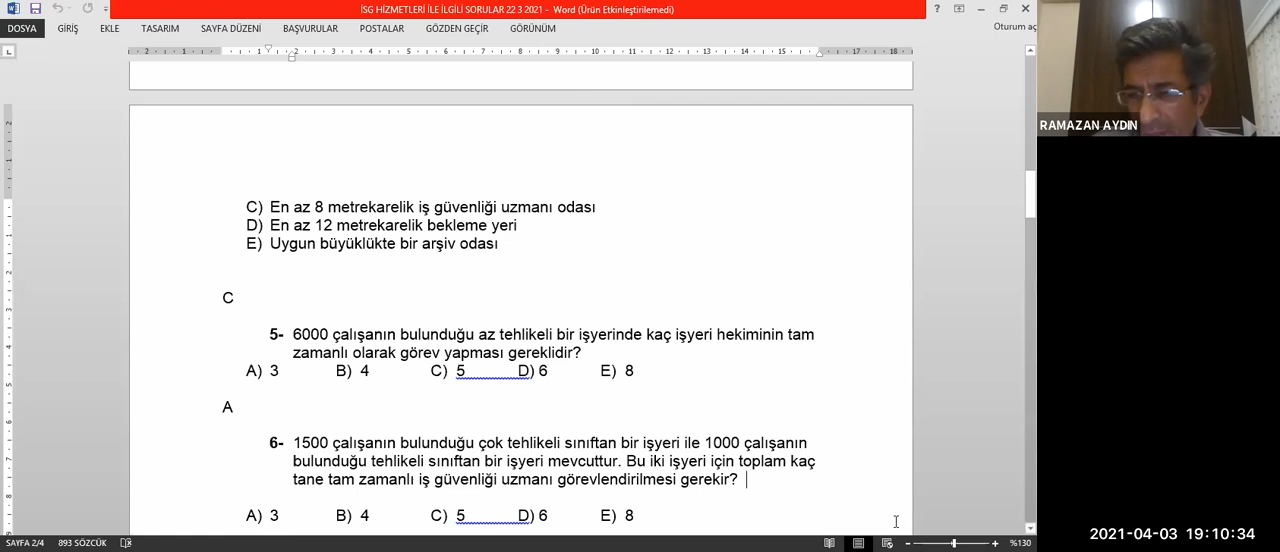 İSG HİZMETLERİ İLE İLGİLİ SORULAR 22 3 2021 - Word (Ürün Etkinleştirilemedi)
DOSYA GİRİŞ EKLE TASARIM SAYFA DÜZENİ BAŞVURULAR POSTALAR GÖZDEN GEÇİR GÖRÜNÜM Oturum aç
RAMAZAN AYDIN
C) En az 8 metrekarelik iş güvenliği uzmanı odası
D) En az 12 metrekarelik bekleme yeri
E) Uygun büyüklükte bir arşiv odası
C
5- 6000 çalışanın bulunduğu az tehlikeli bir işyerinde kaç işyeri hekiminin tam
zamanlı olarak görev yapması gereklidir?
A) 3 B) 4 C) 5 D) 6 E) 8
A
6- 1500 çalışanın bulunduğu çok tehlikeli sınıftan bir işyeri ile 1000 çalışanın
bulunduğu tehlikeli sınıftan bir işyeri mevcuttur. Bu iki işyeri için toplam kaç
tane tam zamanlı iş güvenliği uzmanı görevlendirilmesi gerekir?
A) 3 B) 4 C) 5 D) 6 E) 8
SAYFA 2/4 893 SÖZCÜK %130
2021-04-03 19:10:34